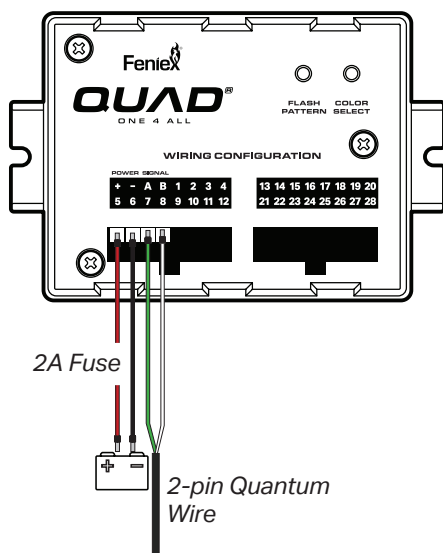 Feniex
QUAD®
ONE 4 ALL
FLASH PATTERN
COLOR SELECT
WIRING CONFIGURATION
POWER SIGNAL
+ − A B 1 2 3 4
5 6 7 8 9 10 11 12
13 14 15 16 17 18 19 20
21 22 23 24 25 26 27 28
2A Fuse
+ −
2-pin Quantum
Wire